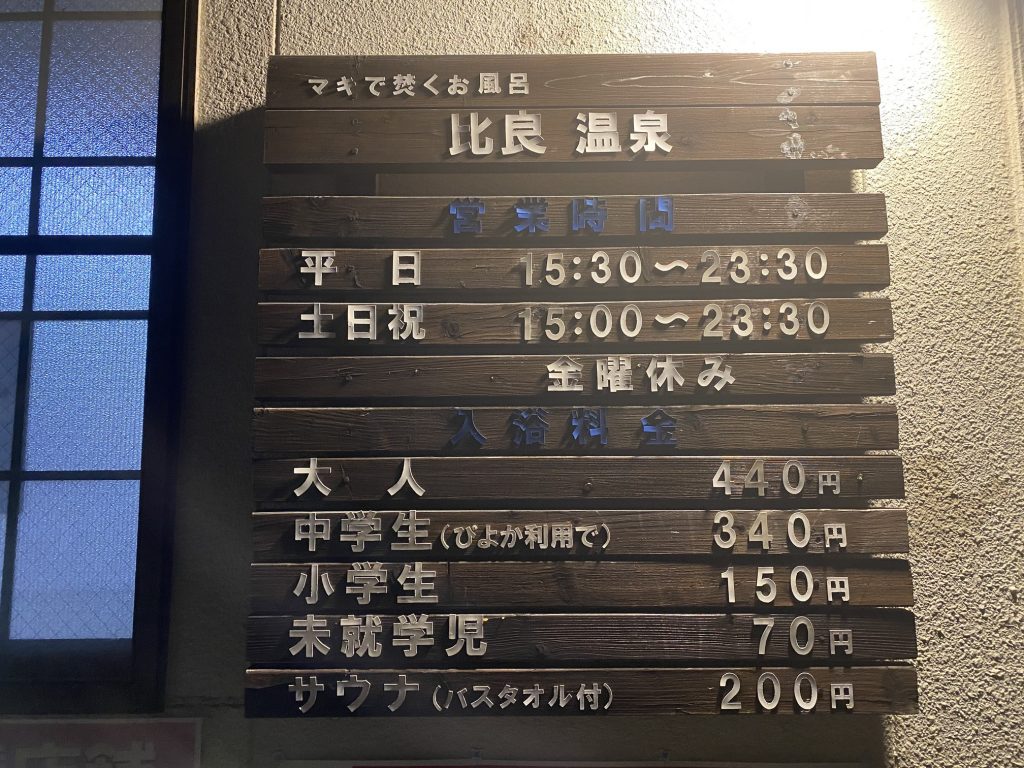 マキで焚くお風呂
比良 温泉
営業時間
平日 15:30〜23:30
土日祝 15:00〜23:30
金曜休み
入浴料金
大人 440円
中学生(ぴよか利用で) 340円
小学生 150円
未就学児 70円
サウナ(バスタオル付) 200円